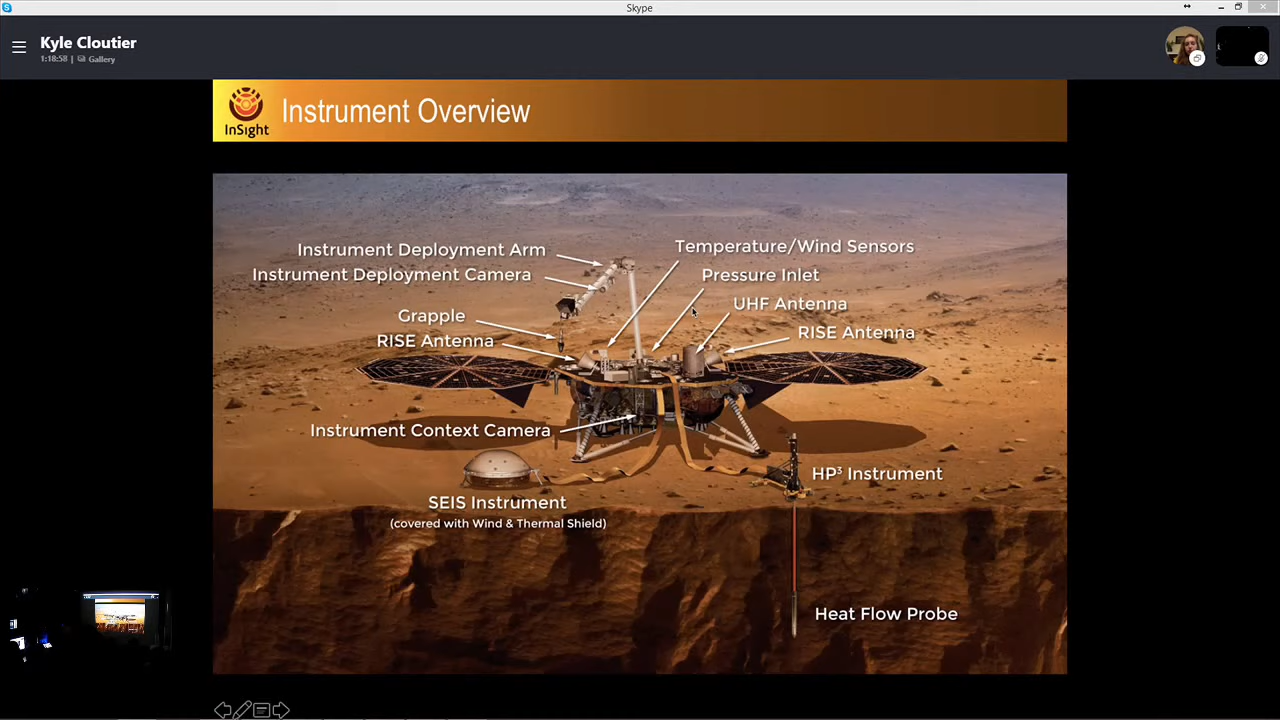 Skype
Kyle Cloutier
1:18:58 | Gallery
InSight
Instrument Overview
Instrument Deployment Arm
Temperature/Wind Sensors
Instrument Deployment Camera
Pressure Inlet
UHF Antenna
Grapple
RISE Antenna
RISE Antenna
Instrument Context Camera
HP³ Instrument
SEIS Instrument
(covered with Wind & Thermal Shield)
Heat Flow Probe